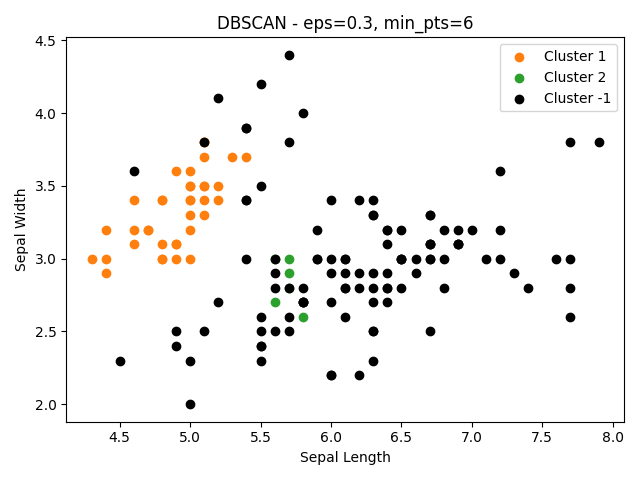 DBSCAN - eps=0.3, min_pts=6
Cluster 1
Cluster 2
Cluster -1
Sepal Width
4.5
4.0
3.5
3.0
2.5
2.0
4.5 5.0 5.5 6.0 6.5 7.0 7.5 8.0
Sepal Length